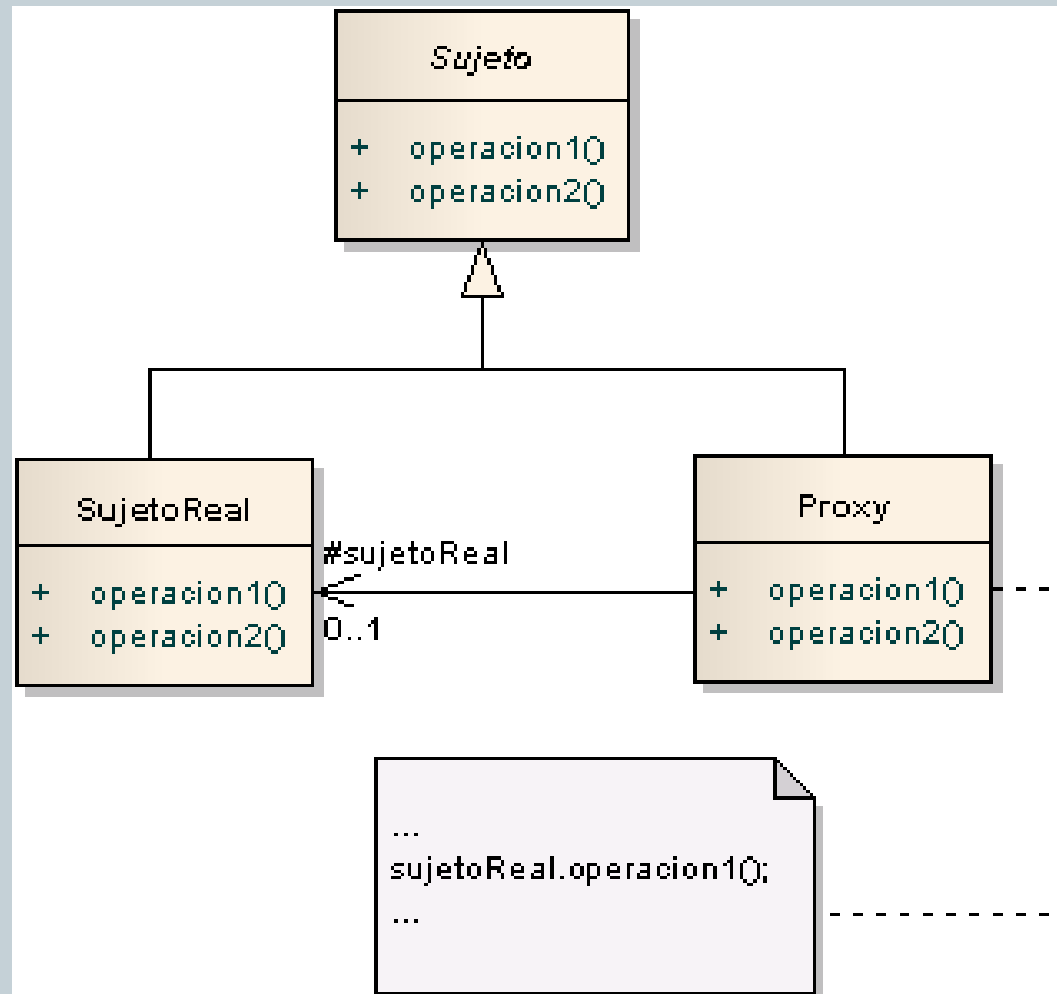 Sujeto
+ operacion1()
+ operacion2()
SujetoReal
+ operacion1()
+ operacion2()
#sujetoReal
0..1
Proxy
+ operacion1()
+ operacion2()
...
sujetoReal.operacion1();
...